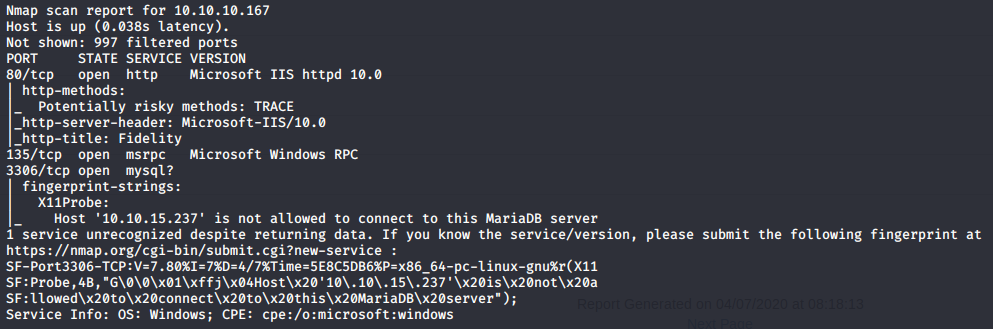 Nmap scan report for 10.10.10.167
Host is up (0.038s latency).
Not shown: 997 filtered ports
PORT     STATE SERVICE VERSION
80/tcp   open  http    Microsoft IIS httpd 10.0
| http-methods:
|_  Potentially risky methods: TRACE
|_http-server-header: Microsoft-IIS/10.0
|_http-title: Fidelity
135/tcp  open  msrpc   Microsoft Windows RPC
3306/tcp open  mysql?
| fingerprint-strings:
|   X11Probe:
|_    Host '10.10.15.237' is not allowed to connect to this MariaDB server
1 service unrecognized despite returning data. If you know the service/version, please submit the following fingerprint at
https://nmap.org/cgi-bin/submit.cgi?new-service :
SF-Port3306-TCP:V=7.80%I=7%D=4/7%Time=5E8C5DB6%P=x86_64-pc-linux-gnu%r(X11
SF:Probe,4B,"G\0\0\x01\xffj\x04Host\x20'10\.10\.15\.237'\x20is\x20not\x20a
SF:llowed\x20to\x20connect\x20to\x20this\x20MariaDB\x20server");
Report Generated on 04/07/2020 at 08:16:13
Service Info: OS: Windows; CPE: cpe:/o:microsoft:windows
Next Page